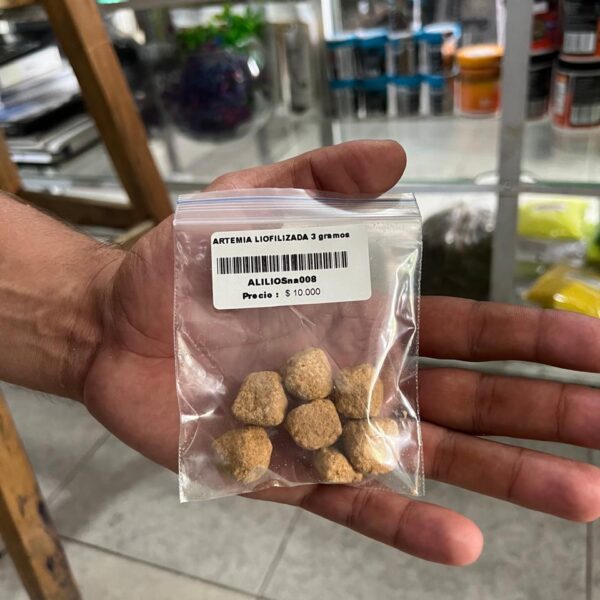 ARTEMIA LIOFILIZADA 3 gramos
ALILIOSna008
Precio : $ 10.000